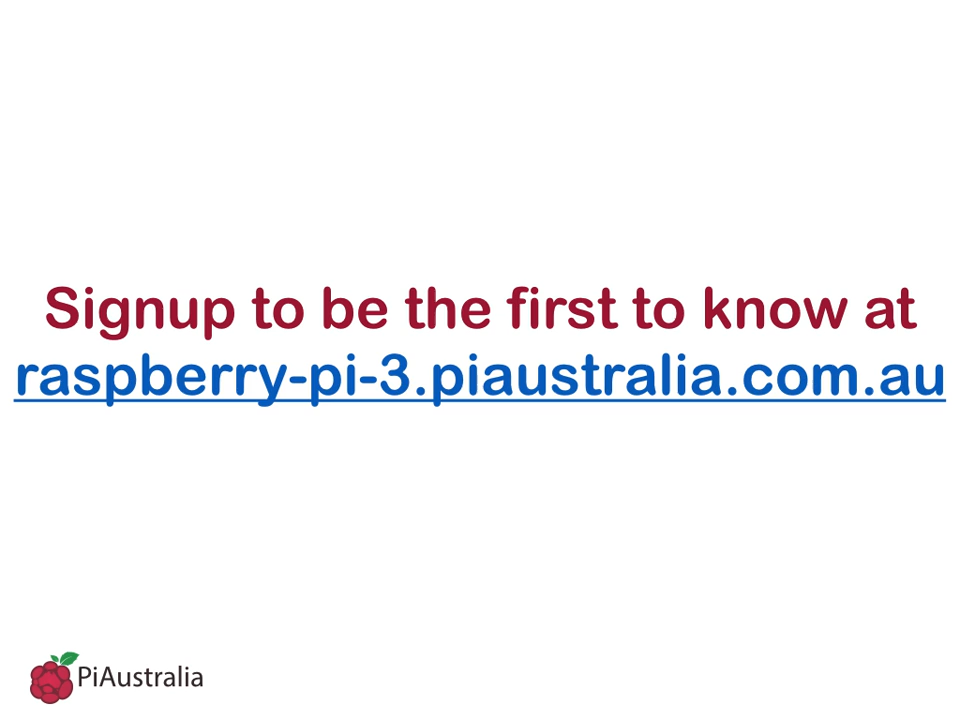 Signup to be the first to know at
raspberry-pi-3.piaustralia.com.au
PiAustralia